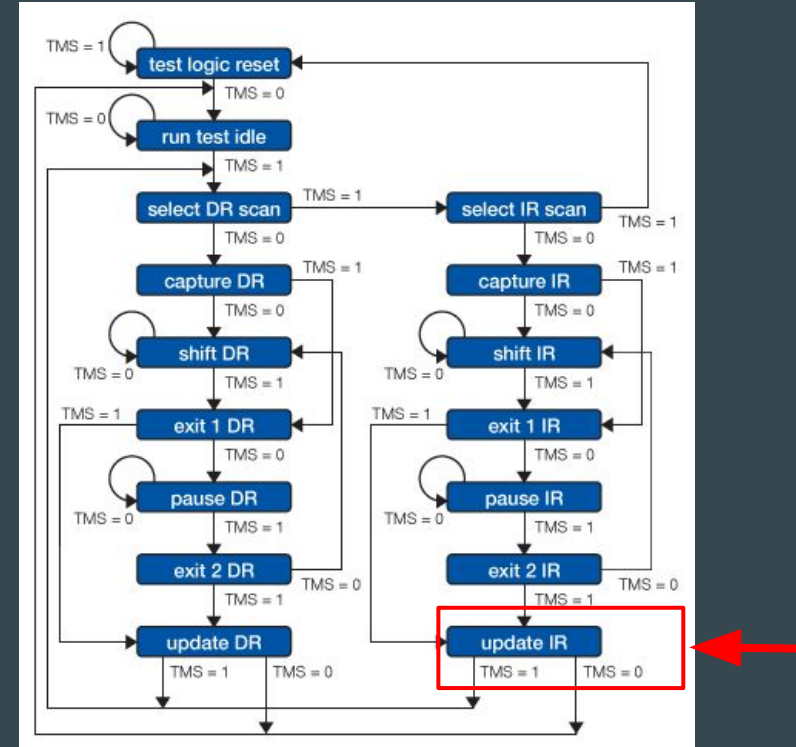 TMS = 1
test logic reset
TMS = 0
TMS = 0
run test idle
TMS = 1
select DR scan
TMS = 1
select IR scan
TMS = 1
TMS = 0
TMS = 0
capture DR
TMS = 1
capture IR
TMS = 1
TMS = 0
TMS = 0
shift DR
shift IR
TMS = 0
TMS = 1
TMS = 0
TMS = 1
TMS = 1
exit 1 DR
TMS = 1
exit 1 IR
TMS = 0
TMS = 0
pause DR
pause IR
TMS = 0
TMS = 1
TMS = 0
TMS = 1
exit 2 DR
TMS = 0
exit 2 IR
TMS = 0
TMS = 1
TMS = 1
update DR
update IR
TMS = 1
TMS = 0
TMS = 1
TMS = 0